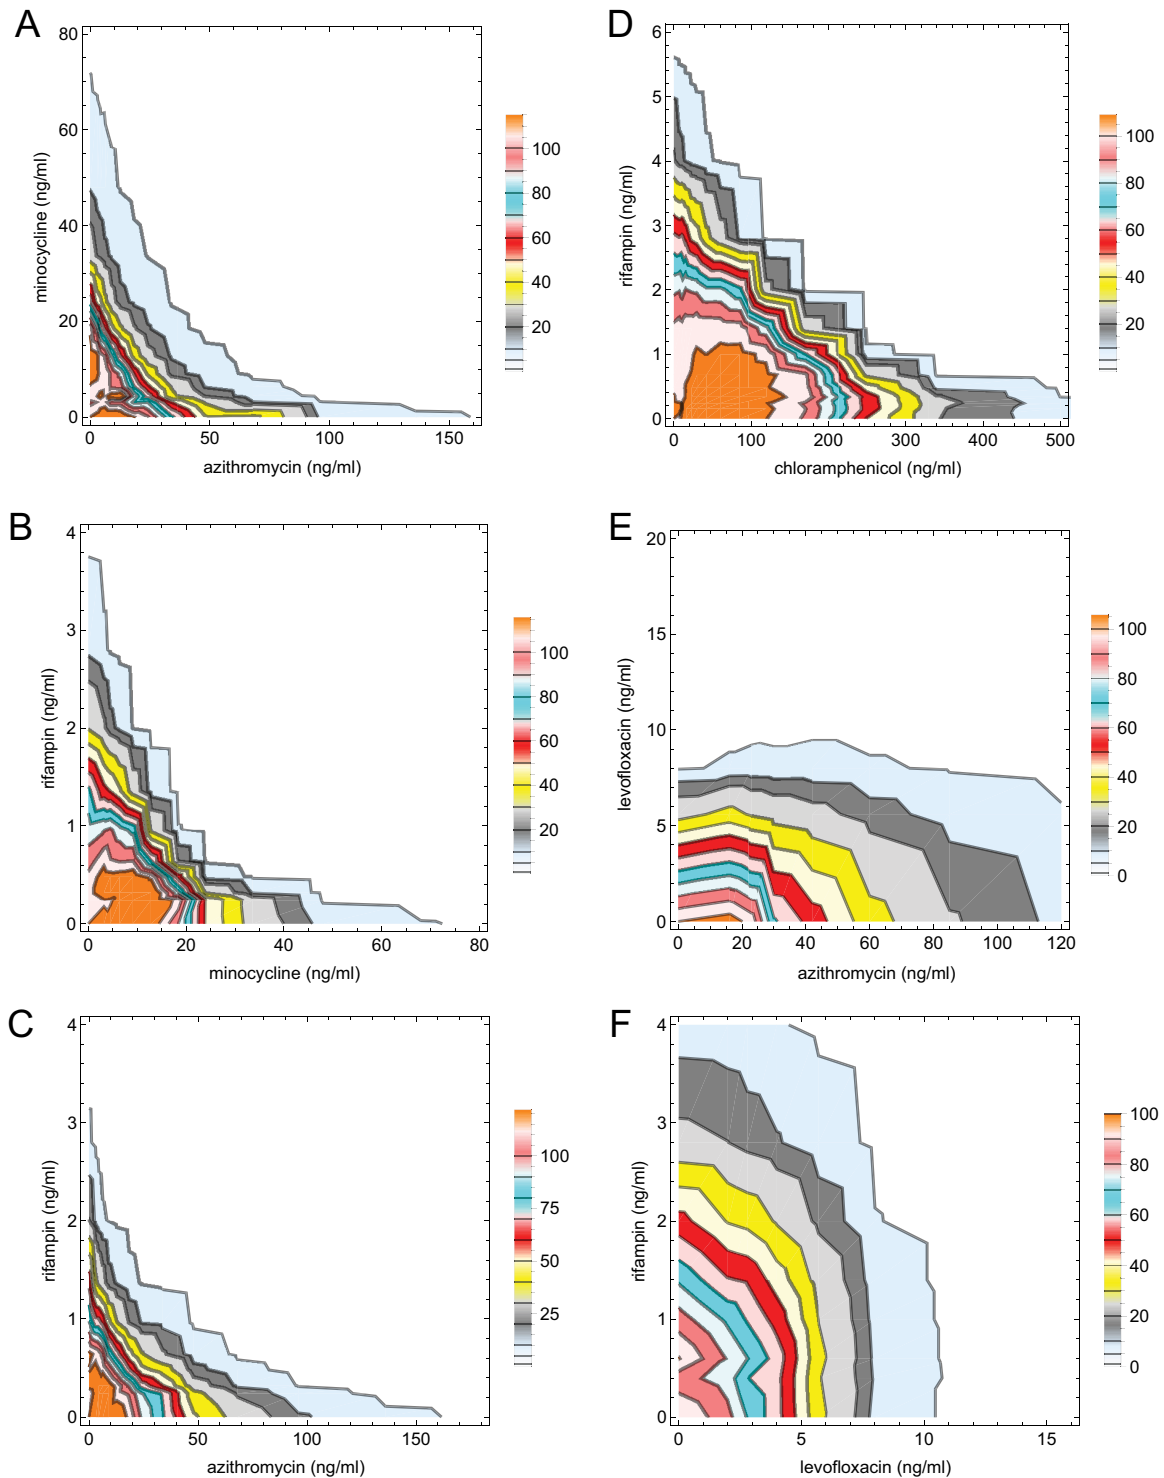 A
80
60
40
20
0
minocycline (ng/ml)
0 50 100 150
azithromycin (ng/ml)
100
80
60
40
20
D
6
5
4
3
2
1
0
rifampin (ng/ml)
0 100 200 300 400 500
chloramphenicol (ng/ml)
100
80
60
40
20
B
4
3
2
1
0
rifampin (ng/ml)
0 20 40 60 80
minocycline (ng/ml)
100
80
60
40
20
E
20
15
10
5
0
levofloxacin (ng/ml)
0 20 40 60 80 100 120
azithromycin (ng/ml)
100
80
60
40
20
0
C
4
3
2
1
0
rifampin (ng/ml)
0 50 100 150
azithromycin (ng/ml)
100
75
50
25
F
4
3
2
1
0
rifampin (ng/ml)
0 5 10 15
levofloxacin (ng/ml)
100
80
60
40
20
0